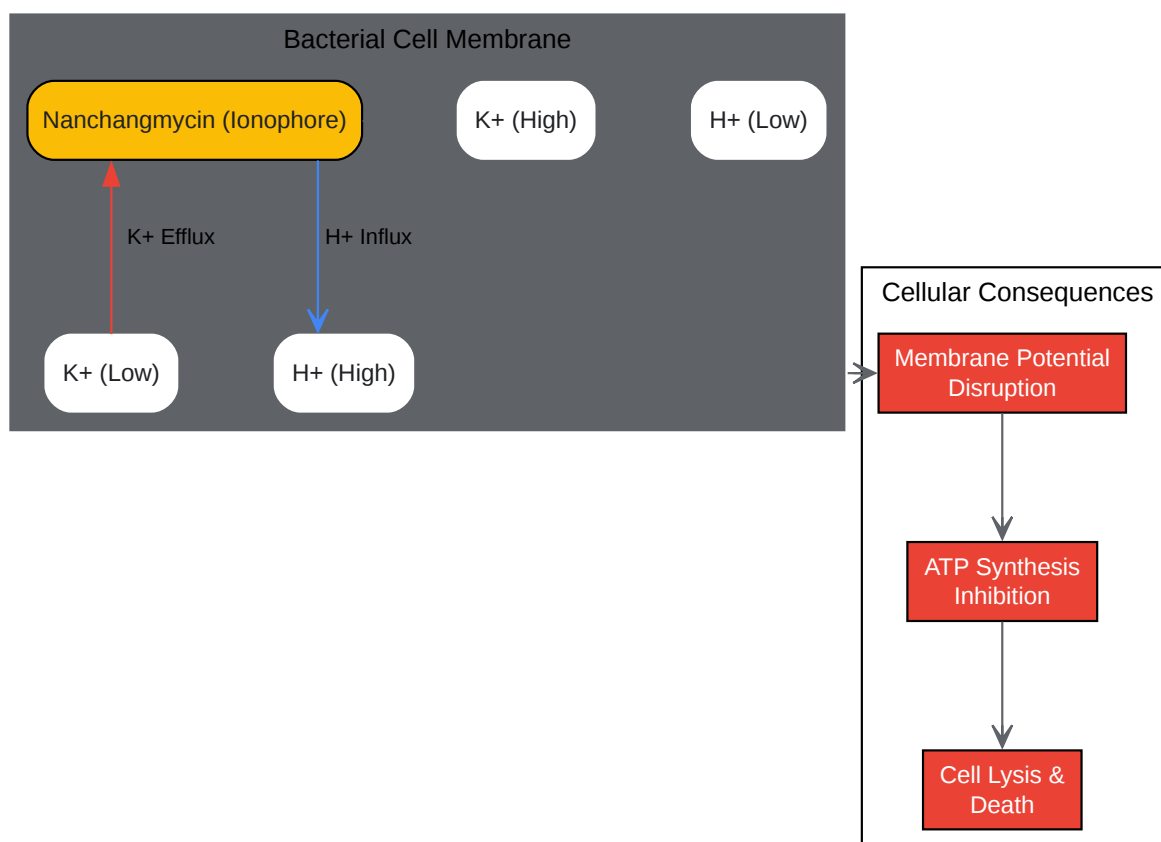 Bacterial Cell Membrane
Nanchangmycin (Ionophore)
K+ (High)
H+ (Low)
K+ Efflux
H+ Influx
K+ (Low)
H+ (High)
Cellular Consequences
Membrane Potential
Disruption
ATP Synthesis
Inhibition
Cell Lysis &
Death